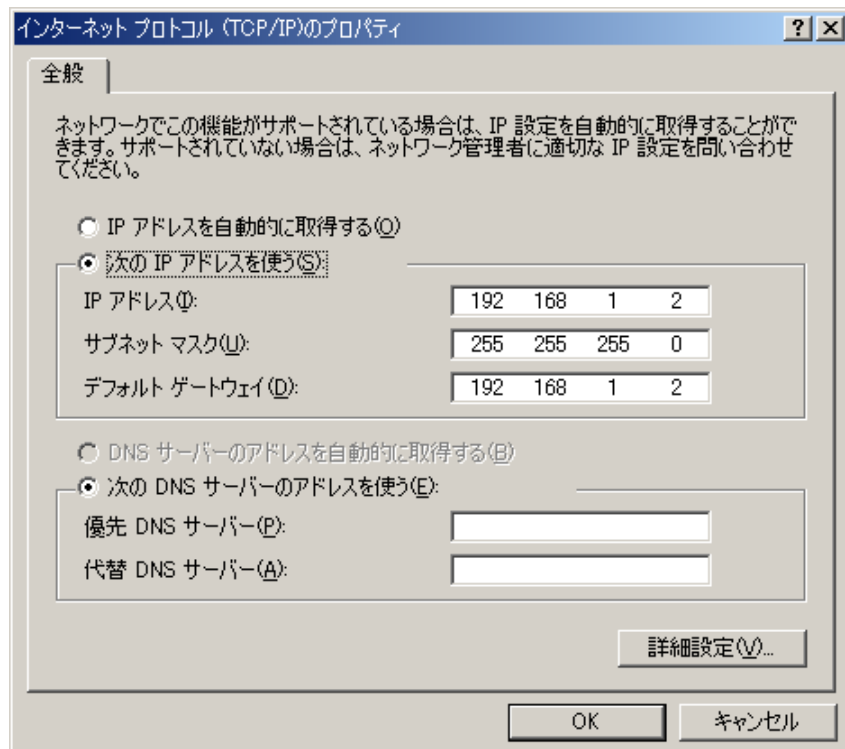 インターネット プロトコル (TCP/IP)のプロパティ
? ×
全般
ネットワークでこの機能がサポートされている場合は、IP 設定を自動的に取得することがで
きます。サポートされていない場合は、ネットワーク管理者に適切な IP 設定を問い合わせ
てください。
IP アドレスを自動的に取得する(O)
次の IP アドレスを使う(S):
IP アドレス(I): 192 168 1 2
サブネット マスク(U): 255 255 255 0
デフォルト ゲートウェイ(D): 192 168 1 2
DNS サーバーのアドレスを自動的に取得する(B)
次の DNS サーバーのアドレスを使う(E):
優先 DNS サーバー(P):
代替 DNS サーバー(A):
詳細設定(V)...
OK キャンセル